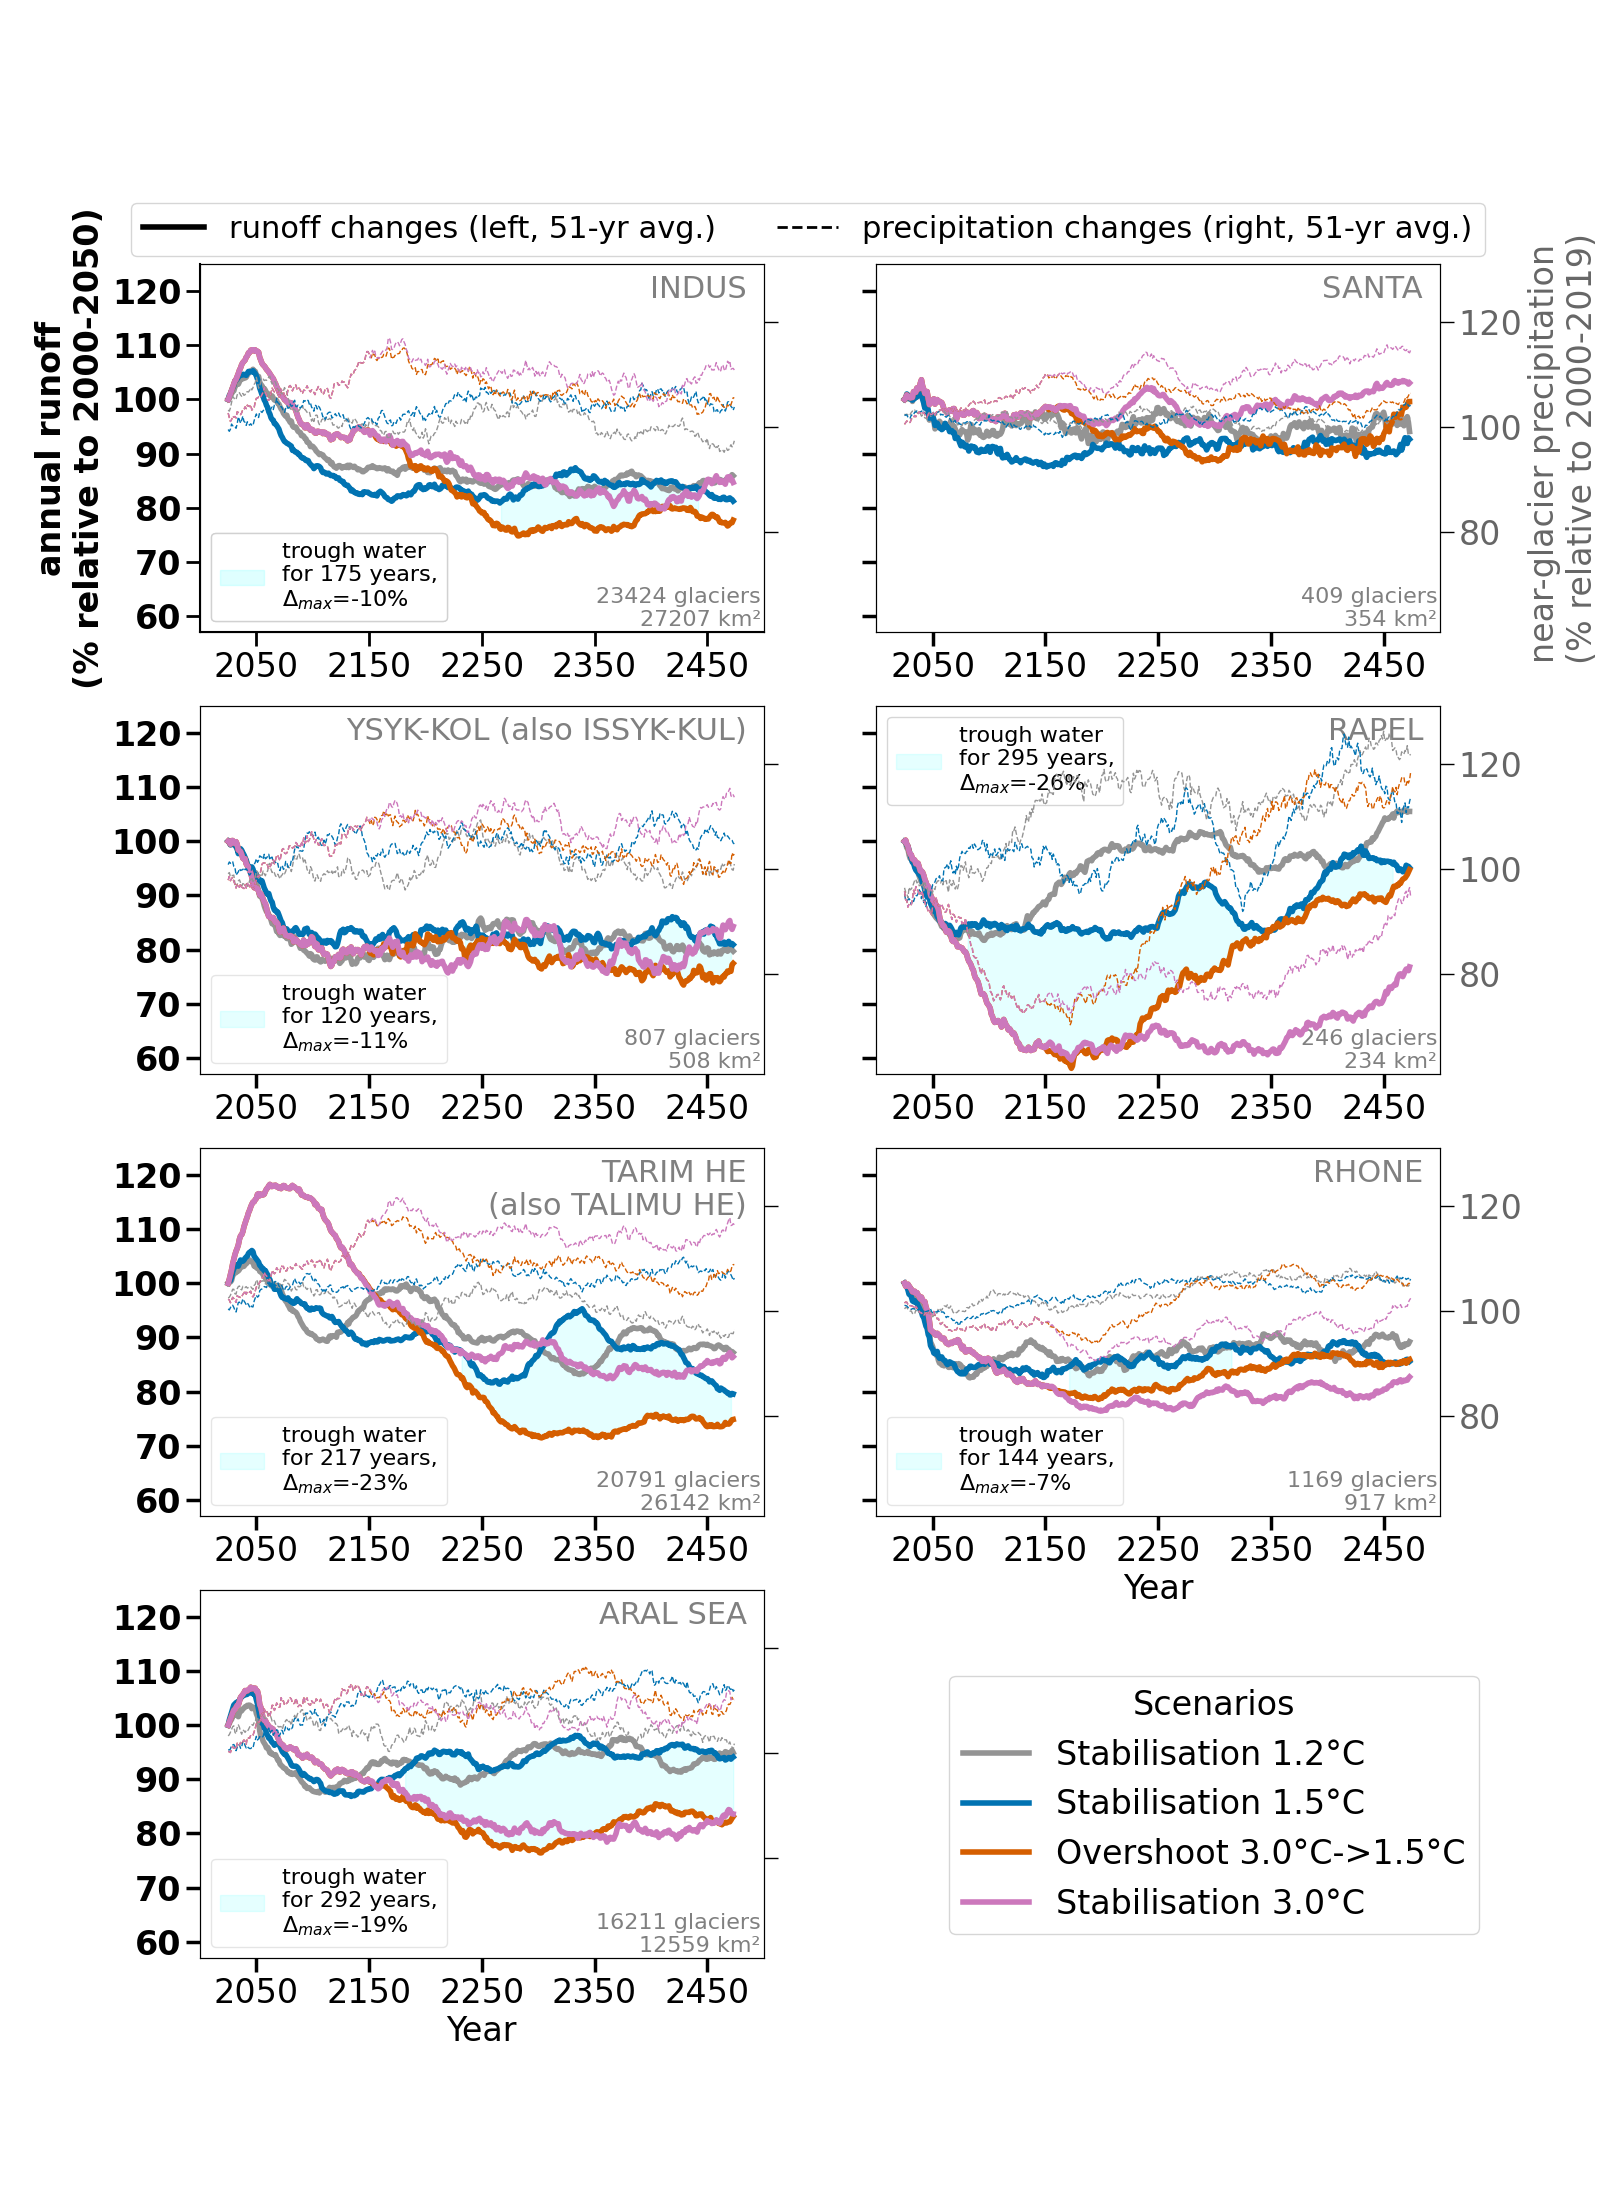 runoff changes (left, 51-yr avg.) precipitation changes (right, 51-yr avg.)
annual runoff
(% relative to 2000-2050)
near-glacier precipitation
(% relative to 2000-2019)
INDUS
120
110
100
90
80
70
60
trough water
for 175 years,
Δmax=-10%
23424 glaciers
27207 km²
2050 2150 2250 2350 2450
SANTA
120
100
80
409 glaciers
354 km²
2050 2150 2250 2350 2450
YSYK-KOL (also ISSYK-KUL)
120
110
100
90
80
70
60
trough water
for 120 years,
Δmax=-11%
807 glaciers
508 km²
2050 2150 2250 2350 2450
RAPEL
trough water
for 295 years,
Δmax=-26%
120
100
80
246 glaciers
234 km²
2050 2150 2250 2350 2450
TARIM HE
(also TALIMU HE)
120
110
100
90
80
70
60
trough water
for 217 years,
Δmax=-23%
20791 glaciers
26142 km²
2050 2150 2250 2350 2450
RHONE
120
100
80
trough water
for 144 years,
Δmax=-7%
1169 glaciers
917 km²
2050 2150 2250 2350 2450
Year
ARAL SEA
120
110
100
90
80
70
60
trough water
for 292 years,
Δmax=-19%
16211 glaciers
12559 km²
2050 2150 2250 2350 2450
Year
Scenarios
Stabilisation 1.2°C
Stabilisation 1.5°C
Overshoot 3.0°C->1.5°C
Stabilisation 3.0°C